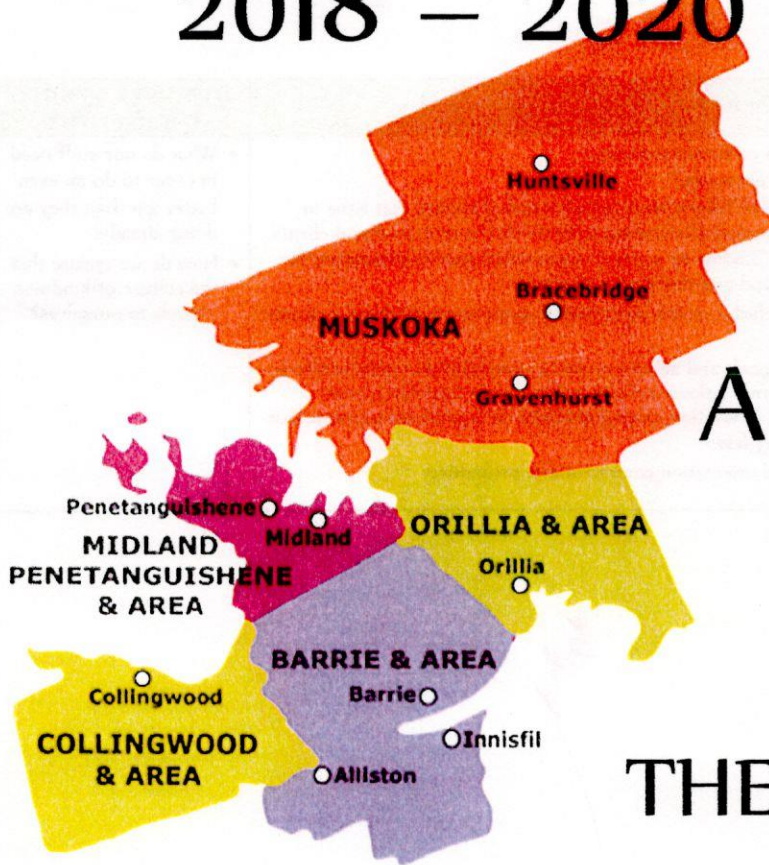 2018 – 2020
Huntsville
Bracebridge
MUSKOKA
Gravenhurst
A
Penetanguishene
Midland
ORILLIA & AREA
MIDLAND
PENETANGUISHENE
& AREA
Orillia
BARRIE & AREA
Collingwood
Barrie
COLLINGWOOD
& AREA
Innisfil
Alliston
THE